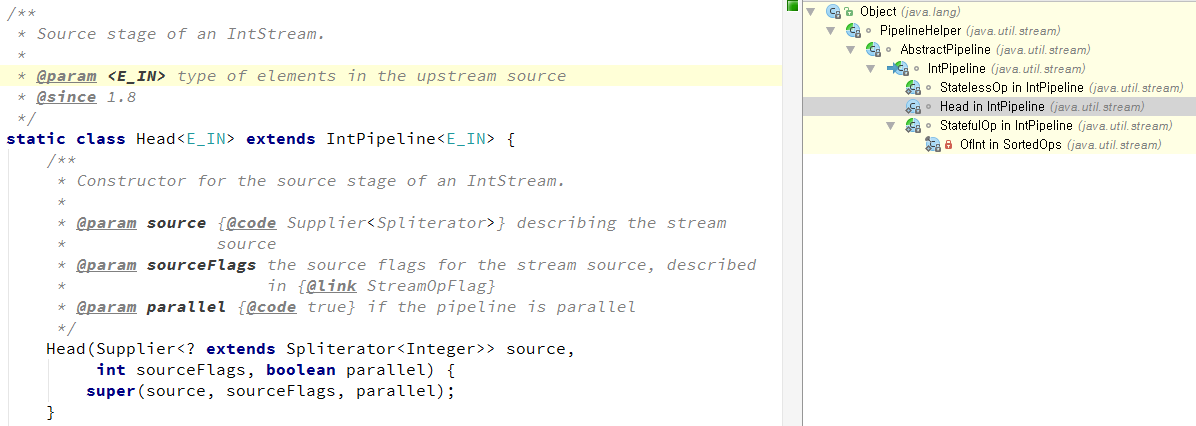 /**
 * Source stage of an IntStream.
 *
 * @param <E_IN> type of elements in the upstream source
 * @since 1.8
 */
static class Head<E_IN> extends IntPipeline<E_IN> {
    /**
     * Constructor for the source stage of an IntStream.
     *
     * @param source {@code Supplier<Spliterator>} describing the stream
     *               source
     * @param sourceFlags the source flags for the stream source, described
     *                    in {@link StreamOpFlag}
     * @param parallel {@code true} if the pipeline is parallel
     */
    Head(Supplier<? extends Spliterator<Integer>> source,
         int sourceFlags, boolean parallel) {
        super(source, sourceFlags, parallel);
    }
Object (java.lang)
PipelineHelper (java.util.stream)
AbstractPipeline (java.util.stream)
IntPipeline (java.util.stream)
StatelessOp in IntPipeline (java.util.stream)
Head in IntPipeline (java.util.stream)
StatefulOp in IntPipeline (java.util.stream)
OfInt in SortedOps (java.util.stream)